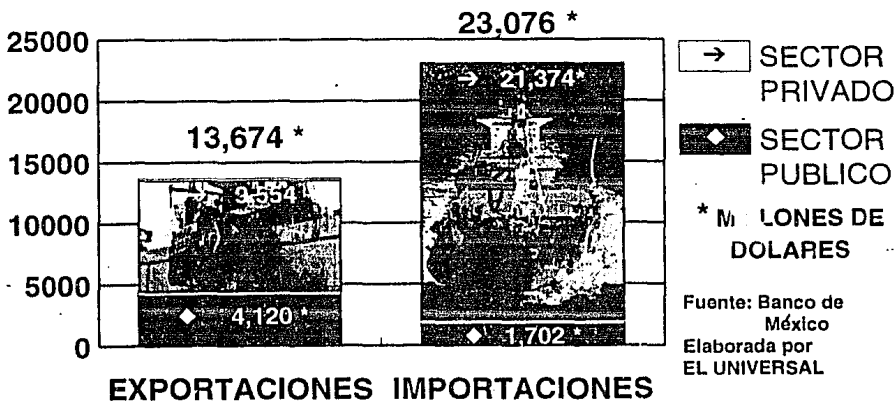 23,076 *
25000
20000
15000
10000
5000
0
13,674 *
→ 9,554
◆ 4,120 *
→ 21,374*
◆ 1,702 *
EXPORTACIONES IMPORTACIONES
→ SECTOR
PRIVADO
◆ SECTOR
PUBLICO
* M LONES DE
DOLARES
Fuente: Banco de
México
Elaborada por
EL UNIVERSAL